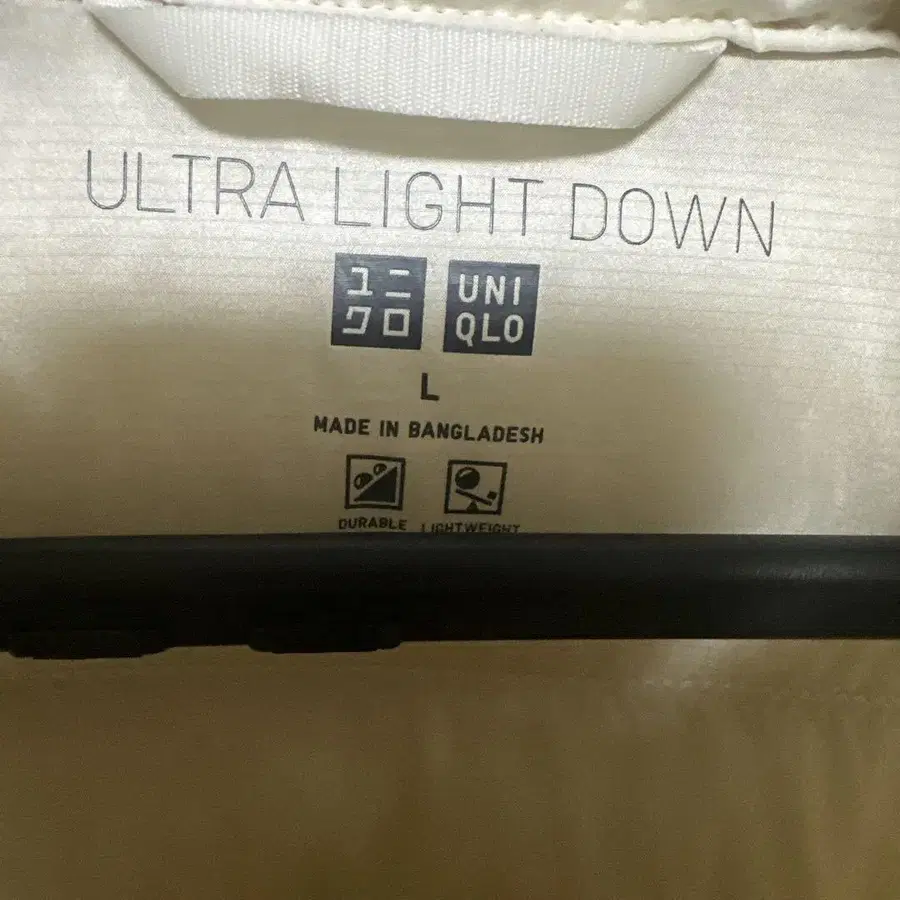 ULTRA LIGHT DOWN
ユニ
クロ
UNI
QLO
L
MADE IN BANGLADESH
DURABLE LIGHTWEIGHT